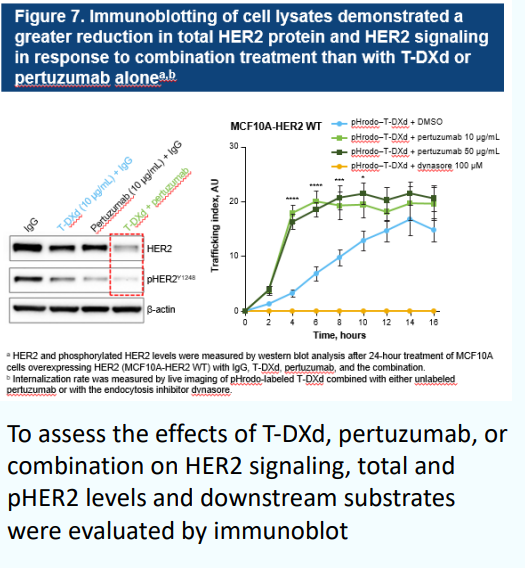 Figure 7. Immunoblotting of cell lysates demonstrated a
greater reduction in total HER2 protein and HER2 signaling
in response to combination treatment than with T-DXd or
pertuzumab alone a,b
IgG
T-DXd (10 µg/mL) + IgG
Pertuzumab (10 µg/mL) + IgG
T-DXd + pertuzumab
HER2
pHER2 Y1248
β-actin
MCF10A-HER2 WT
pHrodo–T-DXd + DMSO
pHrodo–T-DXd + pertuzumab 10 µg/mL
pHrodo–T-DXd + pertuzumab 50 µg/mL
pHrodo–T-DXd + dynasore 100 µM
Trafficking index, AU
30
20
10
0
**** **** *** *
0 2 4 6 8 10 12 14 16
Time, hours
a HER2 and phosphorylated HER2 levels were measured by western blot analysis after 24-hour treatment of MCF10A
cells overexpressing HER2 (MCF10A-HER2 WT) with IgG, T-DXd, pertuzumab, and the combination.
b Internalization rate was measured by live imaging of pHrodo-labeled T-DXd combined with either unlabeled
pertuzumab or with the endocytosis inhibitor dynasore.
To assess the effects of T-DXd, pertuzumab, or
combination on HER2 signaling, total and
pHER2 levels and downstream substrates
were evaluated by immunoblot